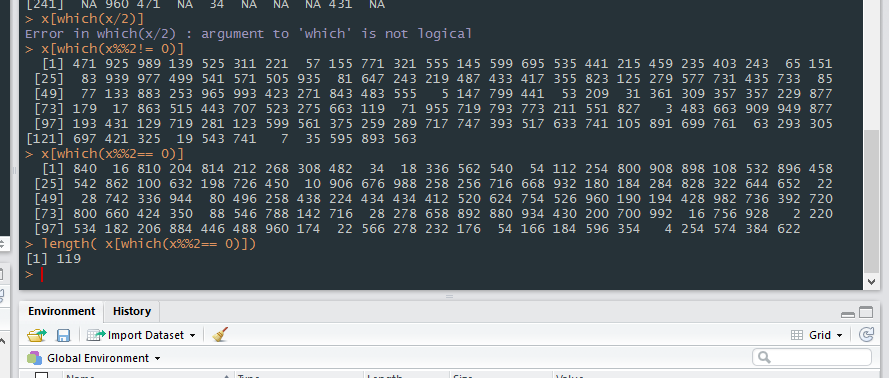 [241]  NA 960 471  NA  34  NA  NA  NA 431  NA
> x[which(x/2)]
Error in which(x/2) : argument to 'which' is not logical
> x[which(x%%2!= 0)]
[1] 471 925 989 139 525 311 221  57 155 771 321 555 145 599 695 535 441 215 459 235 403 243  65 151
[25]  83 939 977 499 541 571 505 935  81 647 243 219 487 433 417 355 823 125 279 577 731 435 733  85
[49]  77 133 883 253 965 993 423 271 843 483 555   5 147 799 441  53 209  31 361 309 357 357 229 877
[73] 179  17 863 515 443 707 523 275 663 119  71 955 719 793 773 211 551 827   3 483 663 909 949 877
[97] 193 431 129 719 281 123 599 561 375 259 289 717 747 393 517 633 741 105 891 699 761  63 293 305
[121] 697 421 325  19 543 741   7  35 595 893 563
> x[which(x%%2== 0)]
[1] 840  16 810 204 814 212 268 308 482  34  18 336 562 540  54 112 254 800 908 898 108 532 896 458
[25] 542 862 100 632 198 726 450  10 906 676 988 258 256 716 668 932 180 184 284 828 322 644 652  22
[49]  28 742 336 944  80 496 258 438 224 434 434 412 520 624 754 526 960 190 194 428 982 736 392 720
[73] 800 660 424 350  88 546 788 142 716  28 278 658 892 880 934 430 200 700 992  16 756 928   2 220
[97] 534 182 206 884 446 488 960 174  22 566 278 232 176  54 166 184 596 354   4 254 574 384 622
> length( x[which(x%%2== 0)])
[1] 119
>
Environment History
Import Dataset Grid
Global Environment